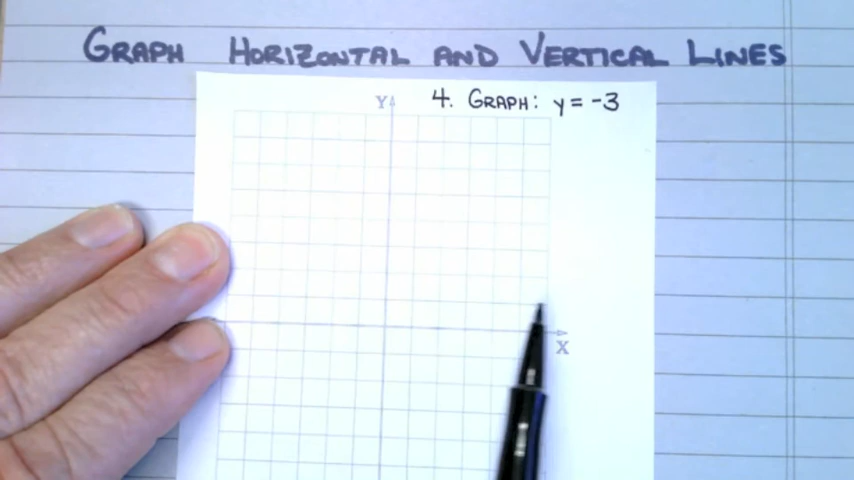 GRAPH HORIZONTAL AND VERTICAL LINES
4. GRAPH: y = -3
Y
X